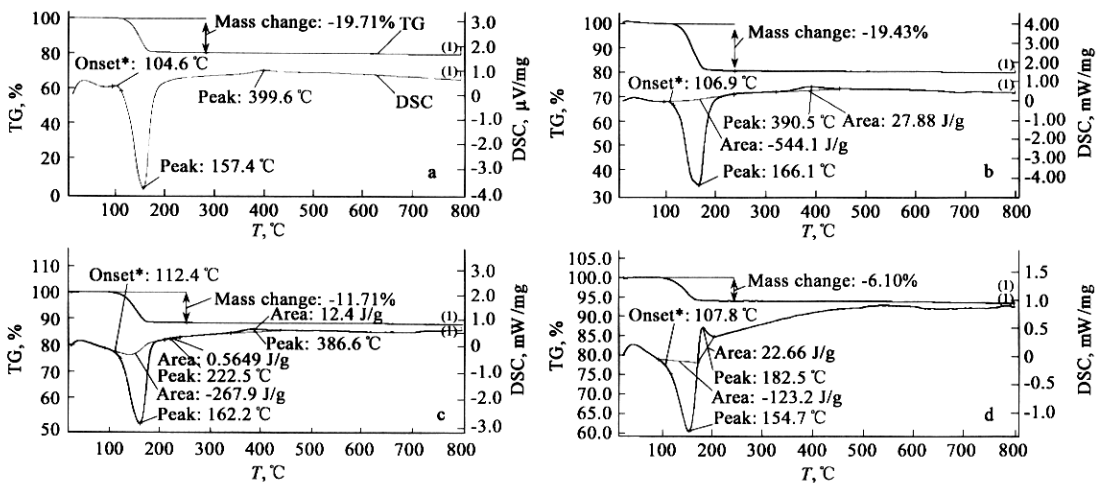 Mass change: -19.71%
TG
(1)
Onset*: 104.6 ℃
(1)
Peak: 399.6 ℃
DSC
Peak: 157.4 ℃
a
100
80
60
40
20
0
TG, %
3.0
2.0
1.0
0
-1.0
-2.0
-3.0
-4.0
DSC, μV/mg
100 200 300 400 500 600 700 800
T, ℃
Mass change: -19.43%
(1)
Onset*: 106.9 ℃
(1)
Peak: 390.5 ℃
Area: 27.88 J/g
Area: -544.1 J/g
Peak: 166.1 ℃
b
100
90
80
70
60
50
40
30
TG, %
4.00
3.00
2.00
1.00
0
-1.00
-2.00
-3.00
-4.00
DSC, mW/mg
100 200 300 400 500 600 700 800
T, ℃
Onset*: 112.4 ℃
Mass change: -11.71%
Area: 12.4 J/g
(1)
(1)
Peak: 386.6 ℃
Area: 0.5649 J/g
Peak: 222.5 ℃
Area: -267.9 J/g
Peak: 162.2 ℃
c
110
100
90
80
70
60
50
TG, %
3.0
2.0
1.0
0
-1.0
-2.0
-3.0
DSC, mW/mg
100 200 300 400 500 600 700 800
T, ℃
Mass change: -6.10%
(1)
(1)
Onset*: 107.8 ℃
Area: 22.66 J/g
Peak: 182.5 ℃
Area: -123.2 J/g
Peak: 154.7 ℃
d
105.0
100.0
95.0
90.0
85.0
80.0
75.0
70.0
65.0
60.0
TG, %
1.5
1.0
0.5
0
-0.5
-1.0
DSC, mW/mg
100 200 300 400 500 600 700 800
T, ℃